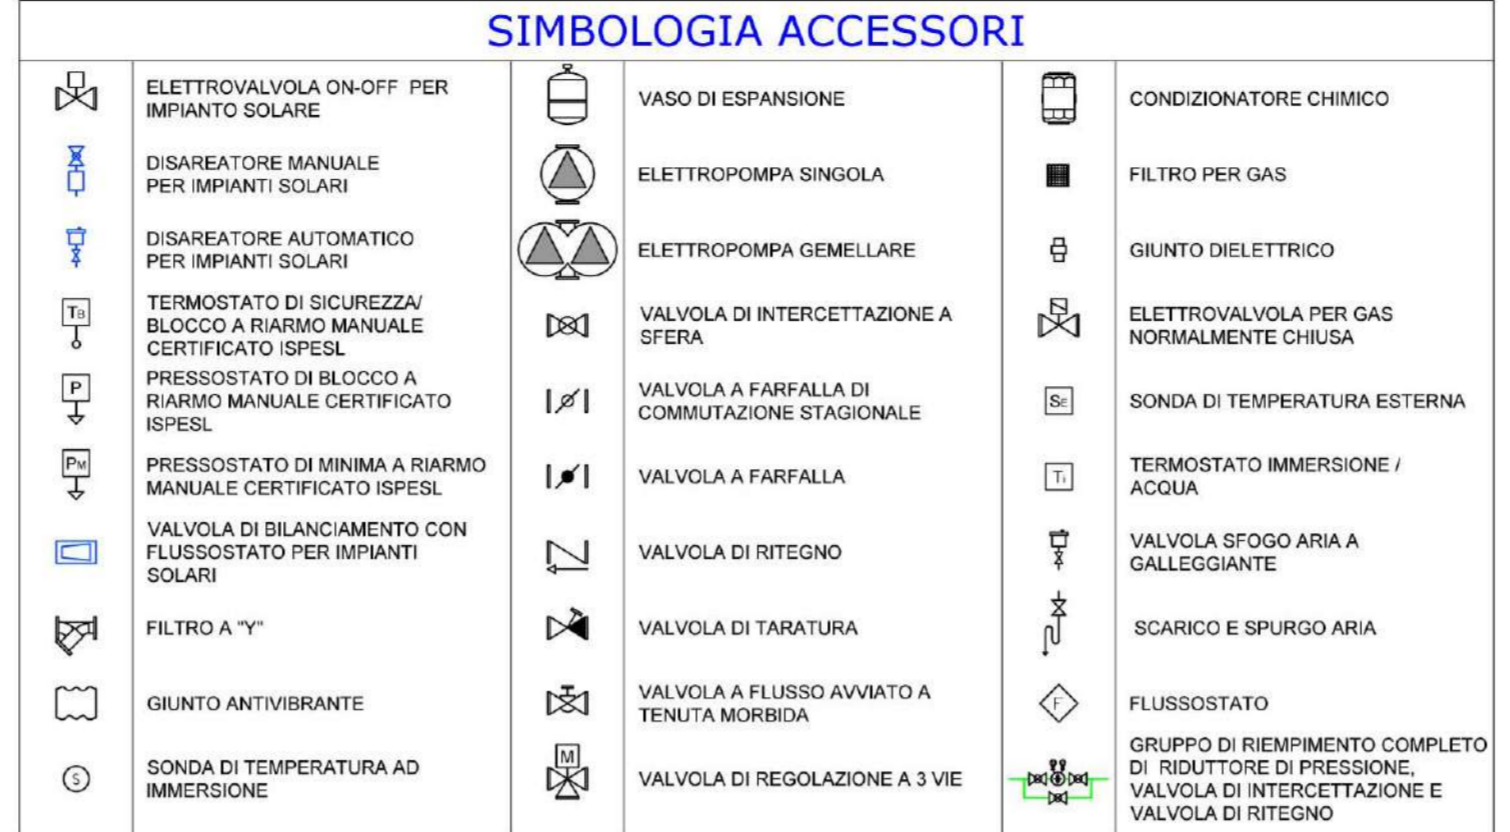 SIMBOLOGIA ACCESSORI
ELETTROVALVOLA ON-OFF PER
IMPIANTO SOLARE
DISAREATORE MANUALE
PER IMPIANTI SOLARI
DISAREATORE AUTOMATICO
PER IMPIANTI SOLARI
TB
TERMOSTATO DI SICUREZZA/
BLOCCO A RIARMO MANUALE
CERTIFICATO ISPESL
P
PRESSOSTATO DI BLOCCO A
RIARMO MANUALE CERTIFICATO
ISPESL
PM
PRESSOSTATO DI MINIMA A RIARMO
MANUALE CERTIFICATO ISPESL
VALVOLA DI BILANCIAMENTO CON
FLUSSOSTATO PER IMPIANTI
SOLARI
FILTRO A "Y"
GIUNTO ANTIVIBRANTE
S
SONDA DI TEMPERATURA AD
IMMERSIONE
VASO DI ESPANSIONE
ELETTROPOMPA SINGOLA
ELETTROPOMPA GEMELLARE
VALVOLA DI INTERCETTAZIONE A
SFERA
VALVOLA A FARFALLA DI
COMMUTAZIONE STAGIONALE
VALVOLA A FARFALLA
VALVOLA DI RITEGNO
VALVOLA DI TARATURA
VALVOLA A FLUSSO AVVIATO A
TENUTA MORBIDA
M
VALVOLA DI REGOLAZIONE A 3 VIE
CONDIZIONATORE CHIMICO
FILTRO PER GAS
GIUNTO DIELETTRICO
ELETTROVALVOLA PER GAS
NORMALMENTE CHIUSA
SE
SONDA DI TEMPERATURA ESTERNA
Ti
TERMOSTATO IMMERSIONE /
ACQUA
VALVOLA SFOGO ARIA A
GALLEGGIANTE
SCARICO E SPURGO ARIA
F
FLUSSOSTATO
GRUPPO DI RIEMPIMENTO COMPLETO
DI RIDUTTORE DI PRESSIONE,
VALVOLA DI INTERCETTAZIONE E
VALVOLA DI RITEGNO